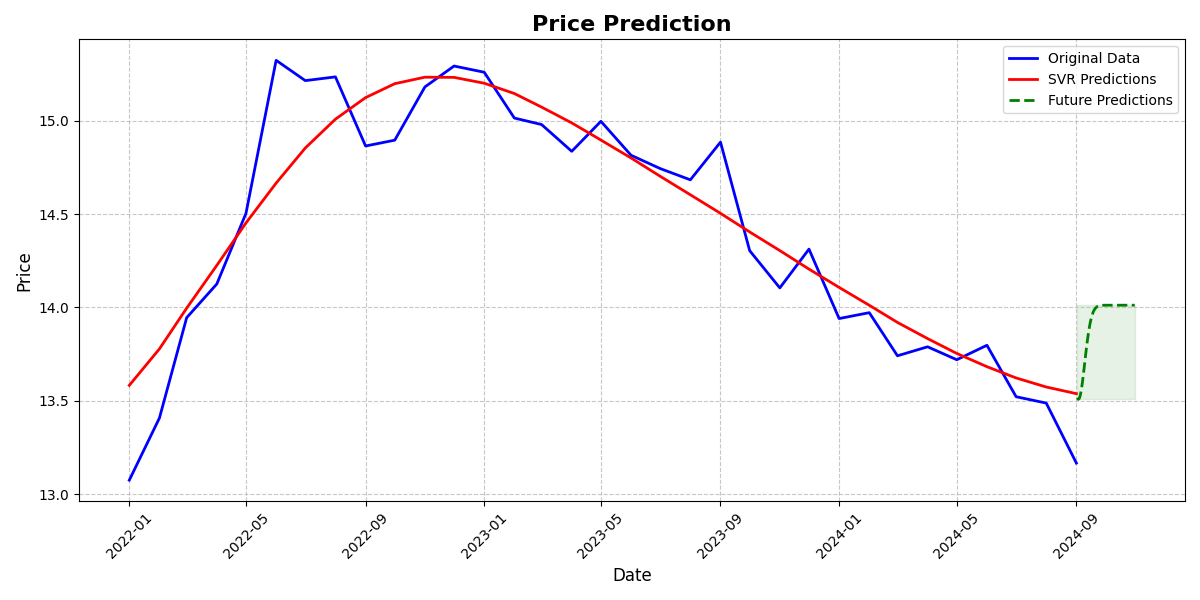 Price Prediction
Original Data
SVR Predictions
Future Predictions
Price
15.0
14.5
14.0
13.5
13.0
2022-01
2022-05
2022-09
2023-01
2023-05
2023-09
2024-01
2024-05
2024-09
Date